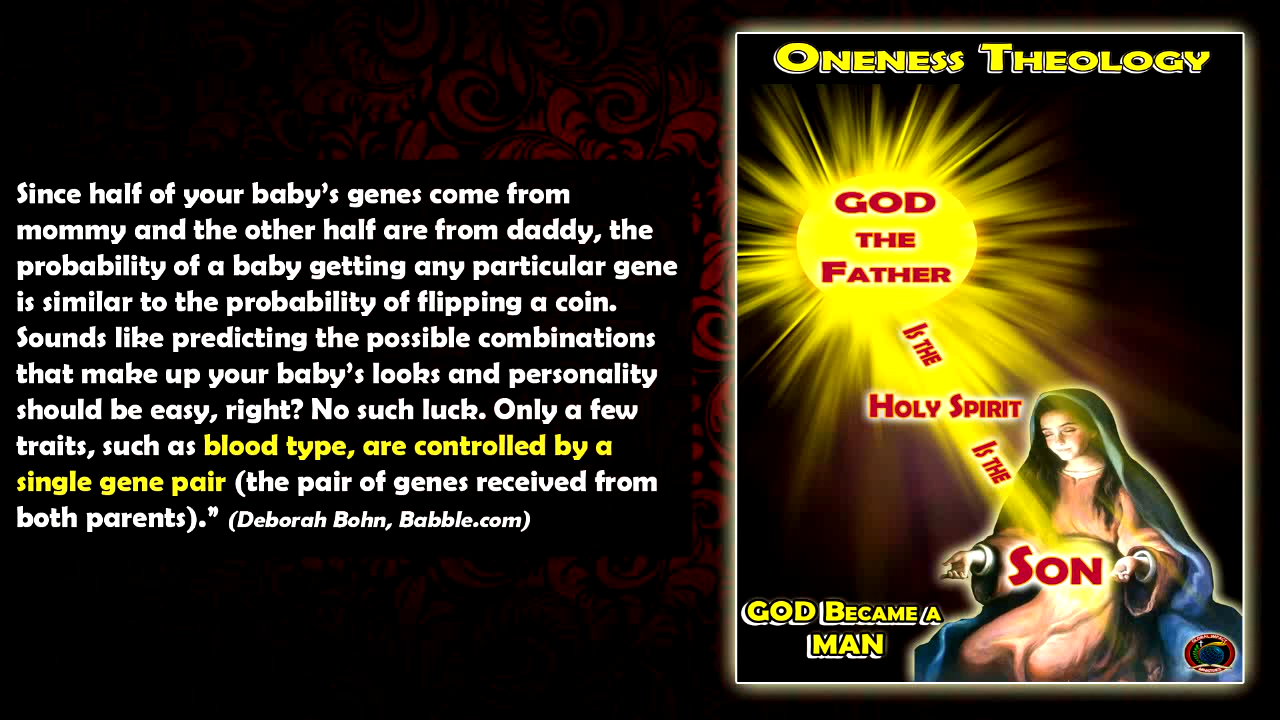 Since half of your baby’s genes come from
mommy and the other half are from daddy, the
probability of a baby getting any particular gene
is similar to the probability of flipping a coin.
Sounds like predicting the possible combinations
that make up your baby’s looks and personality
should be easy, right? No such luck. Only a few
traits, such as blood type, are controlled by a
single gene pair (the pair of genes received from
both parents).” (Deborah Bohn, Babble.com)
ONENESS THEOLOGY
GOD
THE
FATHER
IS THE
HOLY SPIRIT
IS THE
SON
GOD BECAME A
MAN